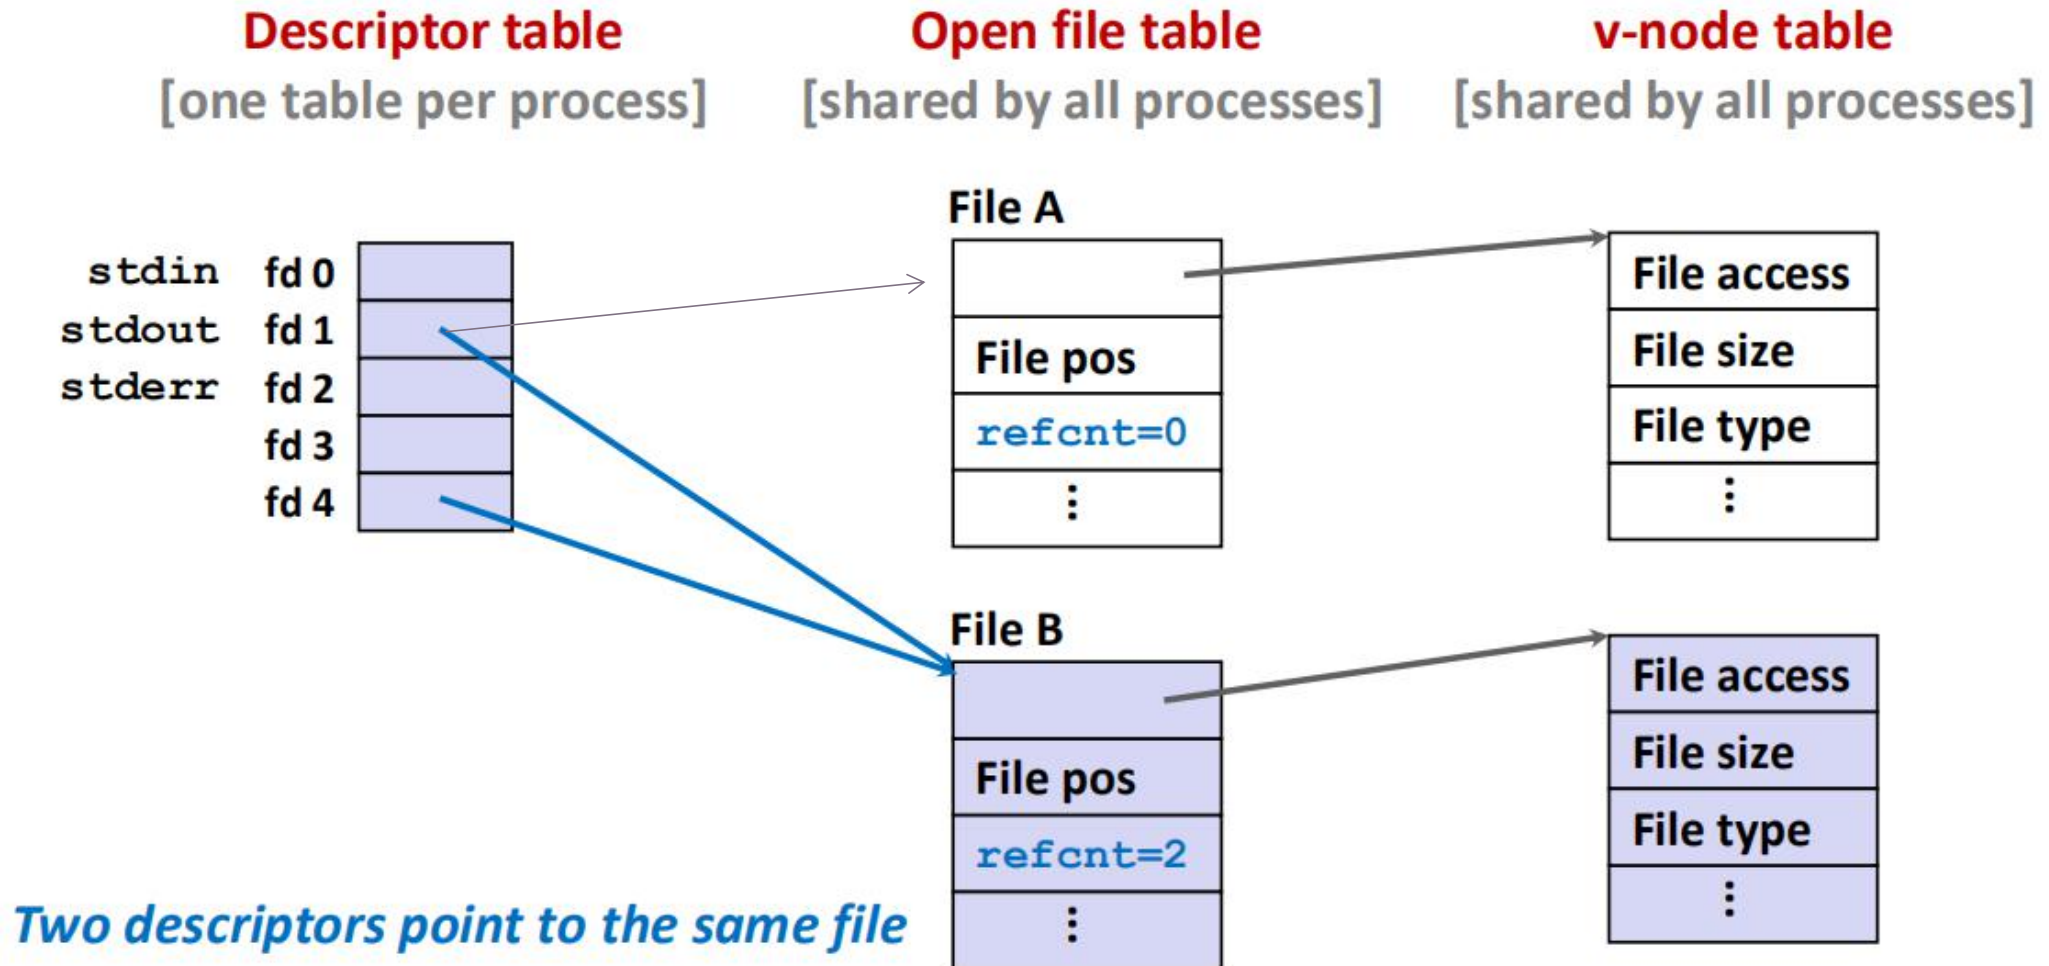 Descriptor table
[one table per process]
Open file table
[shared by all processes]
v-node table
[shared by all processes]
stdin fd 0
stdout fd 1
stderr fd 2
fd 3
fd 4
File A
File pos
refcnt=0
⋮
File access
File size
File type
⋮
File B
File pos
refcnt=2
⋮
File access
File size
File type
⋮
Two descriptors point to the same file